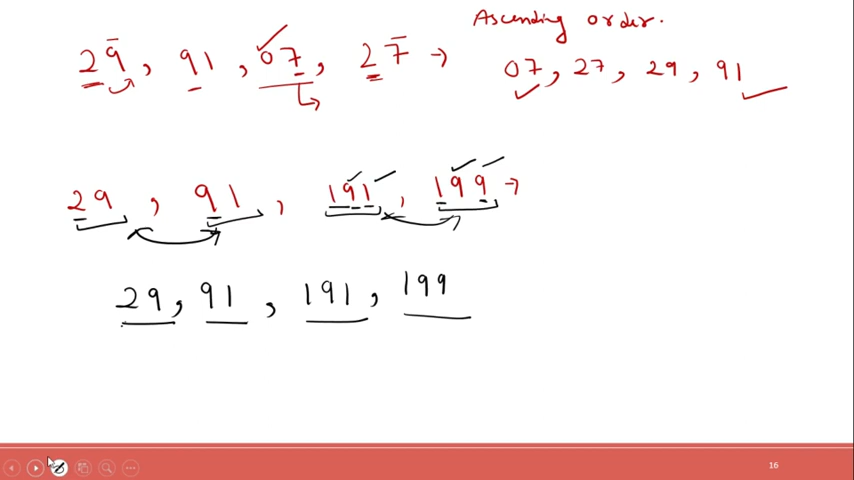 Ascending order.
29, 91, 07, 27 →
07, 27, 29, 91
29, 91, 191, 199 →
29, 91, 191, 199
16